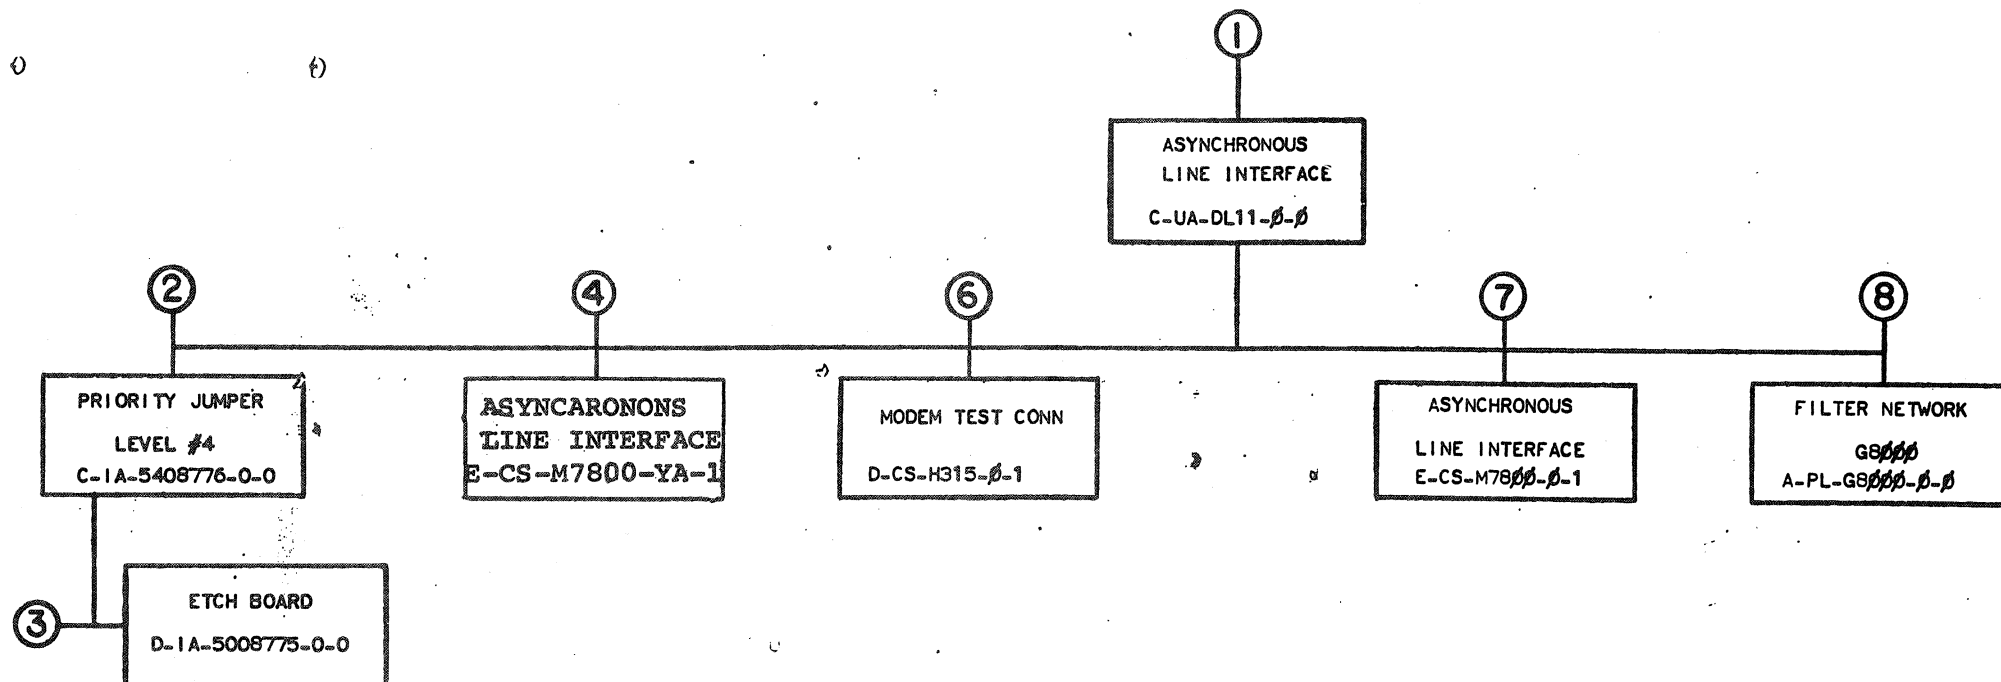 1
ASYNCHRONOUS
LINE INTERFACE
C-UA-DL11-Ø-Ø
2
PRIORITY JUMPER
LEVEL #4
C-IA-5408776-0-0
4
ASYNCARONONS
LINE INTERFACE
E-CS-M7800-YA-1
6
MODEM TEST CONN
D-CS-H315-Ø-1
7
ASYNCHRONOUS
LINE INTERFACE
E-CS-M78ØØ-Ø-1
8
FILTER NETWORK
G8ØØØ
A-PL-G8ØØØ-Ø-Ø
3
ETCH BOARD
D-IA-5008775-0-0